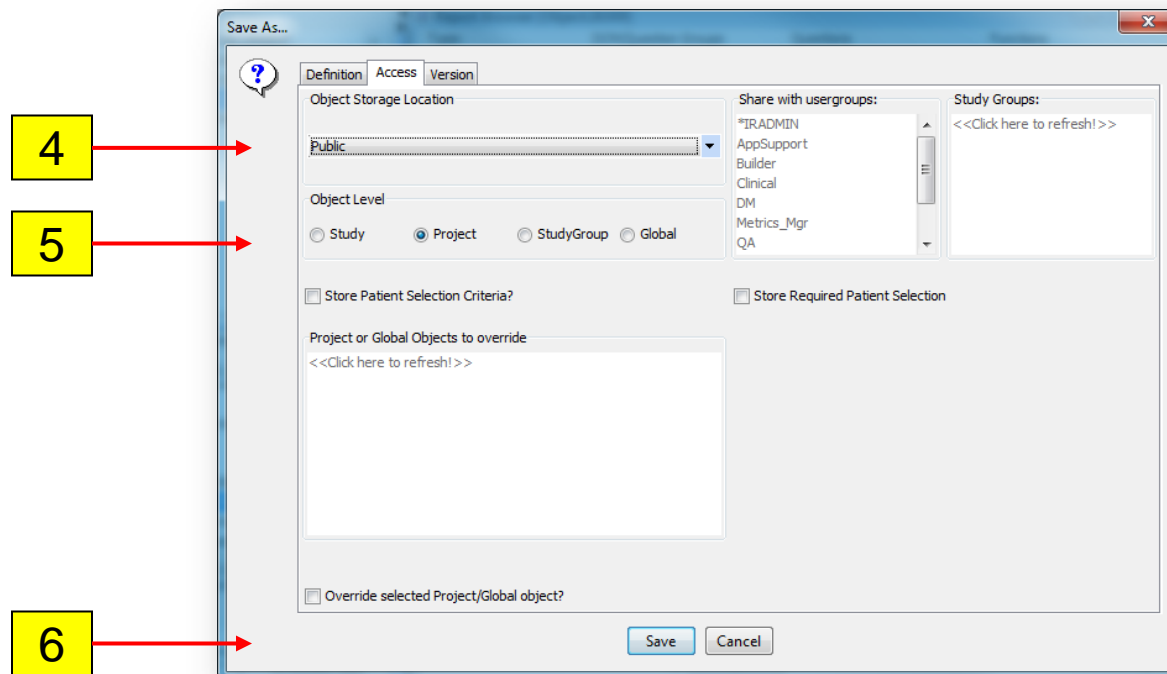 Save As...
X
?
Definition Access Version
Object Storage Location
Share with usergroups:
Study Groups:
4
Public
*IRADMIN
AppSupport
Builder
Clinical
DM
Metrics_Mgr
QA
<<Click here to refresh!>>
5
Object Level
Study Project StudyGroup Global
Store Patient Selection Criteria?
Store Required Patient Selection
Project or Global Objects to override
<<Click here to refresh!>>
Override selected Project/Global object?
6
Save Cancel